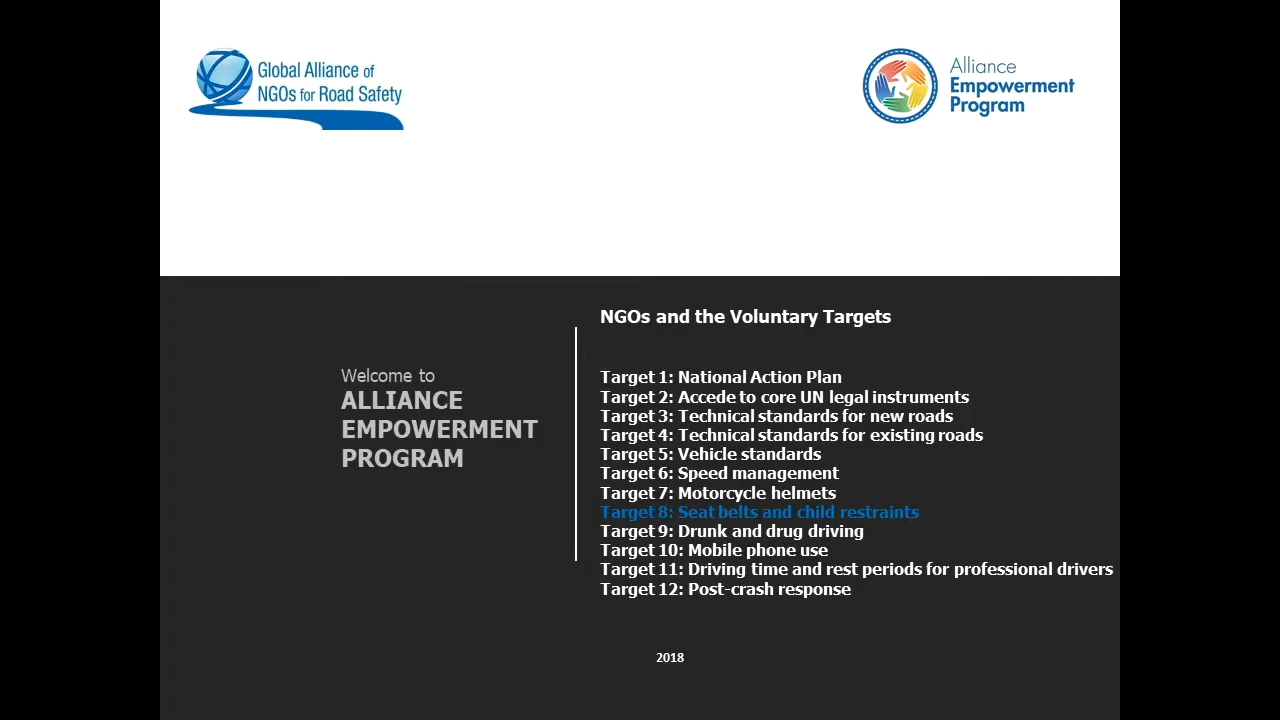 Global Alliance of
NGOs for Road Safety
Alliance
Empowerment
Program
Welcome to
ALLIANCE
EMPOWERMENT
PROGRAM
NGOs and the Voluntary Targets
Target 1: National Action Plan
Target 2: Accede to core UN legal instruments
Target 3: Technical standards for new roads
Target 4: Technical standards for existing roads
Target 5: Vehicle standards
Target 6: Speed management
Target 7: Motorcycle helmets
Target 8: Seat belts and child restraints
Target 9: Drunk and drug driving
Target 10: Mobile phone use
Target 11: Driving time and rest periods for professional drivers
Target 12: Post-crash response
2018